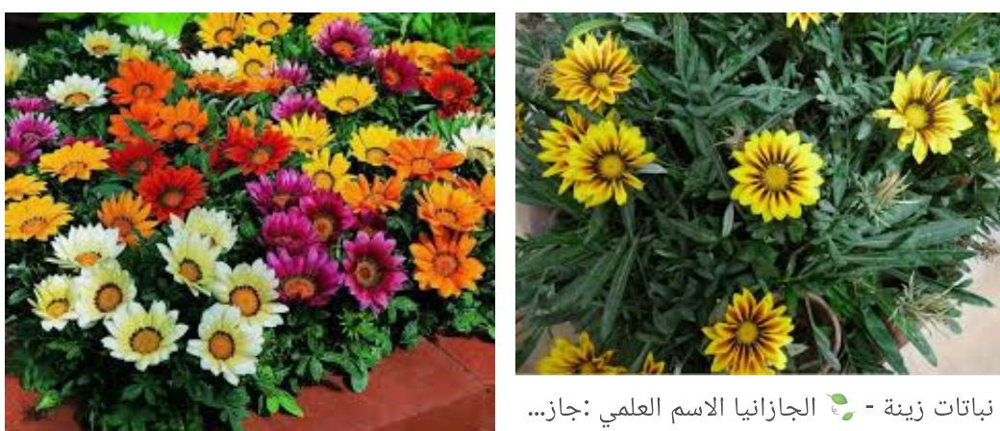 نباتات زينة - 🍃 الجازانيا الاسم العلمي :جاز...